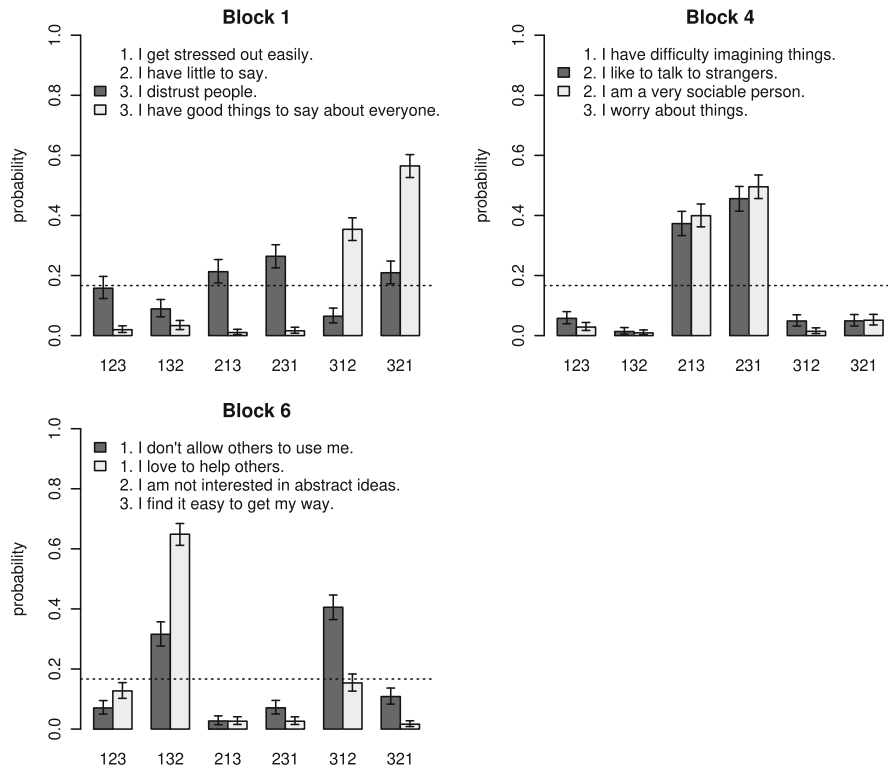 Block 1
1. I get stressed out easily.
2. I have little to say.
3. I distrust people.
3. I have good things to say about everyone.
probability
0.0 0.2 0.4 0.6 0.8 1.0
123 132 213 231 312 321
Block 4
1. I have difficulty imagining things.
2. I like to talk to strangers.
2. I am a very sociable person.
3. I worry about things.
probability
0.0 0.2 0.4 0.6 0.8 1.0
123 132 213 231 312 321
Block 6
1. I don't allow others to use me.
1. I love to help others.
2. I am not interested in abstract ideas.
3. I find it easy to get my way.
probability
0.0 0.2 0.4 0.6 0.8 1.0
123 132 213 231 312 321